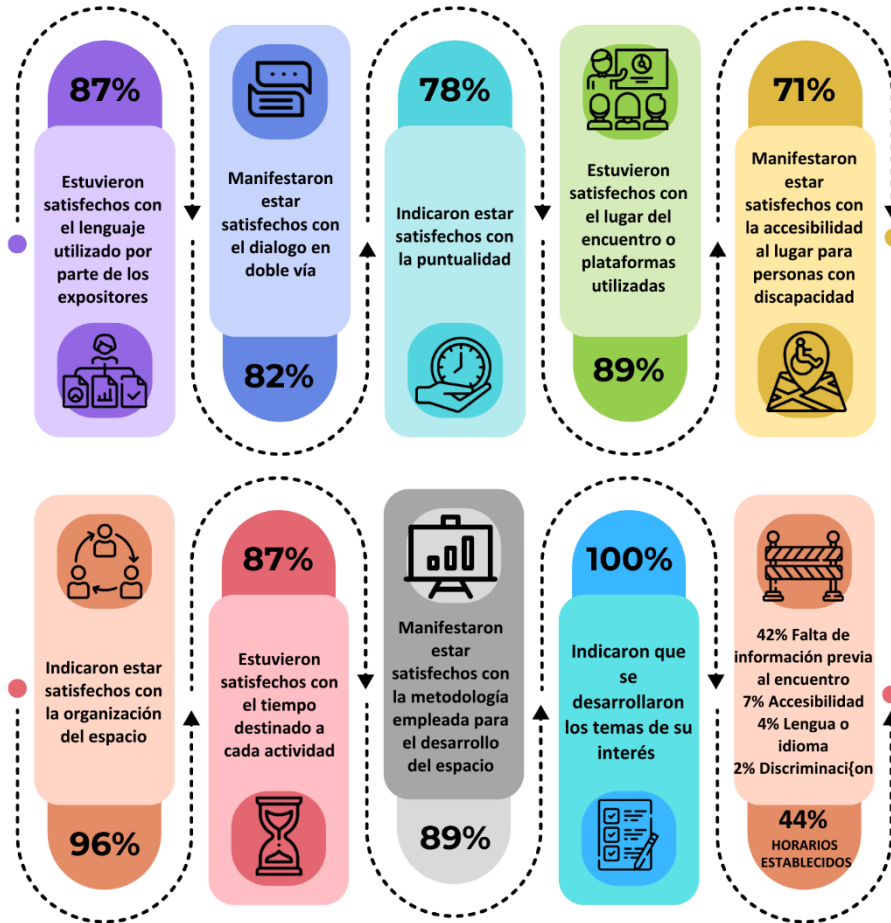 87%
Estuvieron
satisfechos con
el lenguaje
utilizado por
parte de los
expositores
Manifestaron
estar
satisfechos con
el dialogo en
doble vía
82%
78%
Indicaron estar
satisfechos con
la puntualidad
Estuvieron
satisfechos con
el lugar del
encuentro o
plataformas
utilizadas
89%
71%
Manifestaron
estar
satisfechos con
la accesibilidad
al lugar para
personas con
discapacidad
Indicaron estar
satisfechos con
la organización
del espacio
96%
87%
Estuvieron
satisfechos con
el tiempo
destinado a
cada actividad
Manifestaron
estar
satisfechos con
la metodología
empleada para
el desarrollo
del espacio
89%
100%
Indicaron que
se
desarrollaron
los temas de su
interés
42% Falta de
información previa
al encuentro
7% Accesibilidad
4% Lengua o
idioma
2% Discriminaci{on
44%
HORARIOS
ESTABLECIDOS